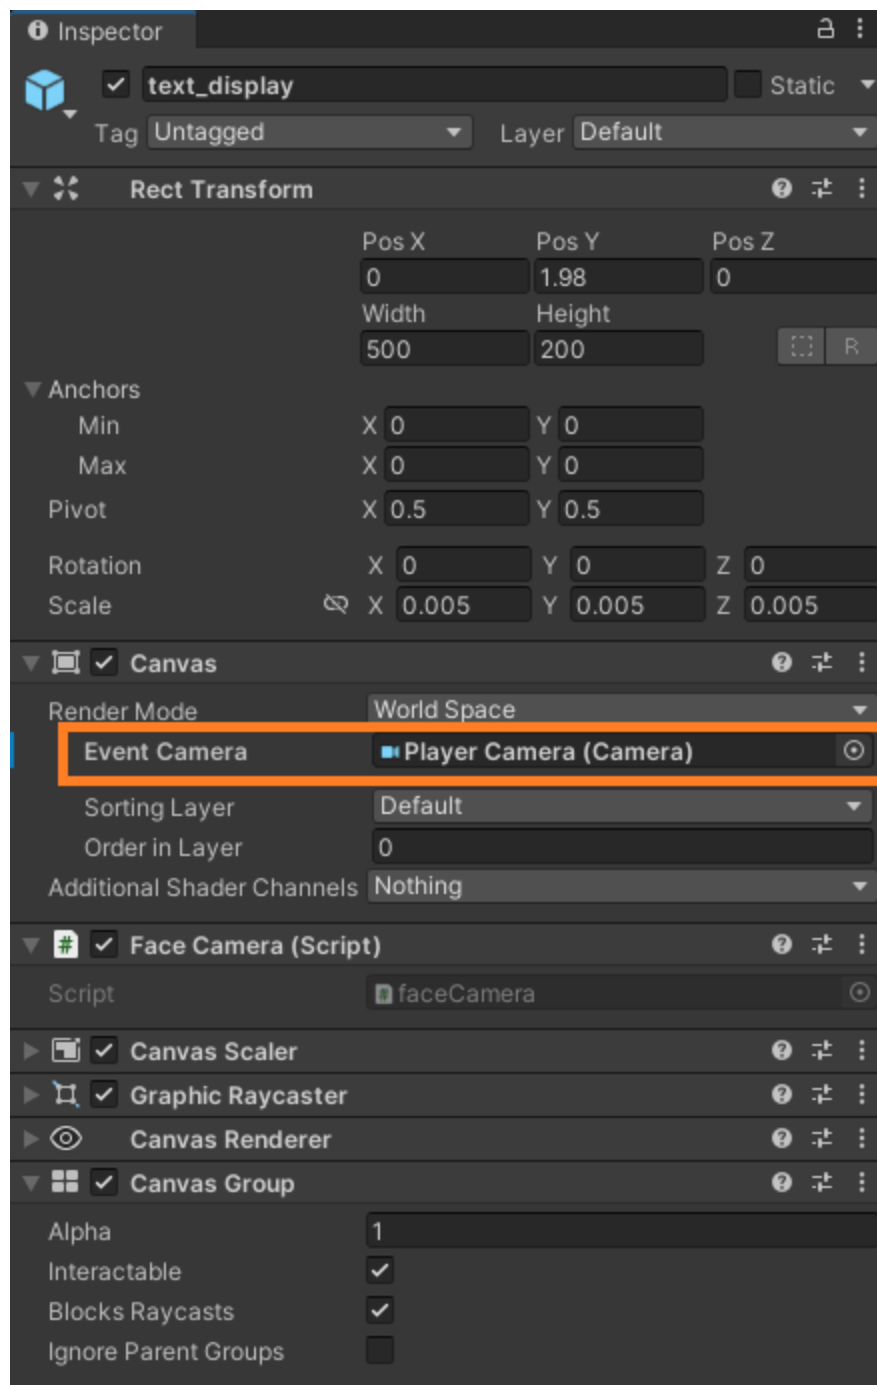 Inspector
text_display Static
Tag Untagged Layer Default
Rect Transform
Pos X Pos Y Pos Z
0 1.98 0
Width Height
500 200
R
Anchors
Min X 0 Y 0
Max X 0 Y 0
Pivot X 0.5 Y 0.5
Rotation X 0 Y 0 Z 0
Scale X 0.005 Y 0.005 Z 0.005
Canvas
Render Mode World Space
Event Camera Player Camera (Camera)
Sorting Layer Default
Order in Layer 0
Additional Shader Channels Nothing
# Face Camera (Script)
Script # faceCamera
Canvas Scaler
Graphic Raycaster
Canvas Renderer
Canvas Group
Alpha 1
Interactable
Blocks Raycasts
Ignore Parent Groups